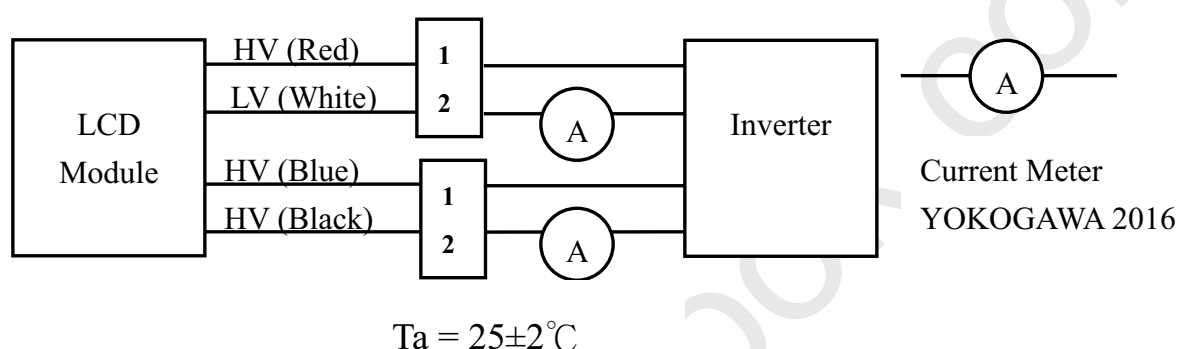 HV (Red)
1
LV (White)
2
A
A
LCD
Module
Inverter
HV (Blue)
1
HV (Black)
2
A
Current Meter
YOKOGAWA 2016
Ta = 25±2℃